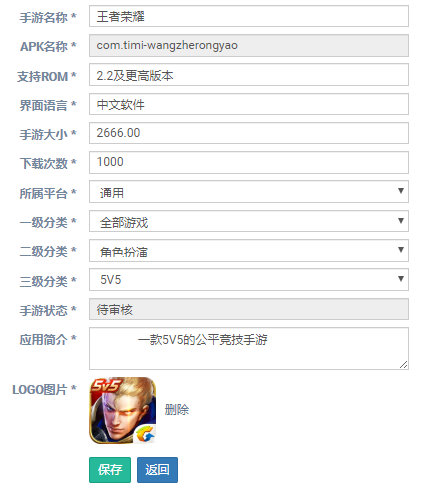 手游名称 * 王者荣耀
APK名称 * com.timi-wangzherongyao
支持ROM * 2.2及更高版本
界面语言 * 中文软件
手游大小 * 2666.00
下载次数 * 1000
所属平台 * 通用
一级分类 * 全部游戏
二级分类 * 角色扮演
三级分类 * 5V5
手游状态 * 待审核
应用简介 * 一款5V5的公平竞技手游
LOGO图片 * 5v5 删除
保存 返回